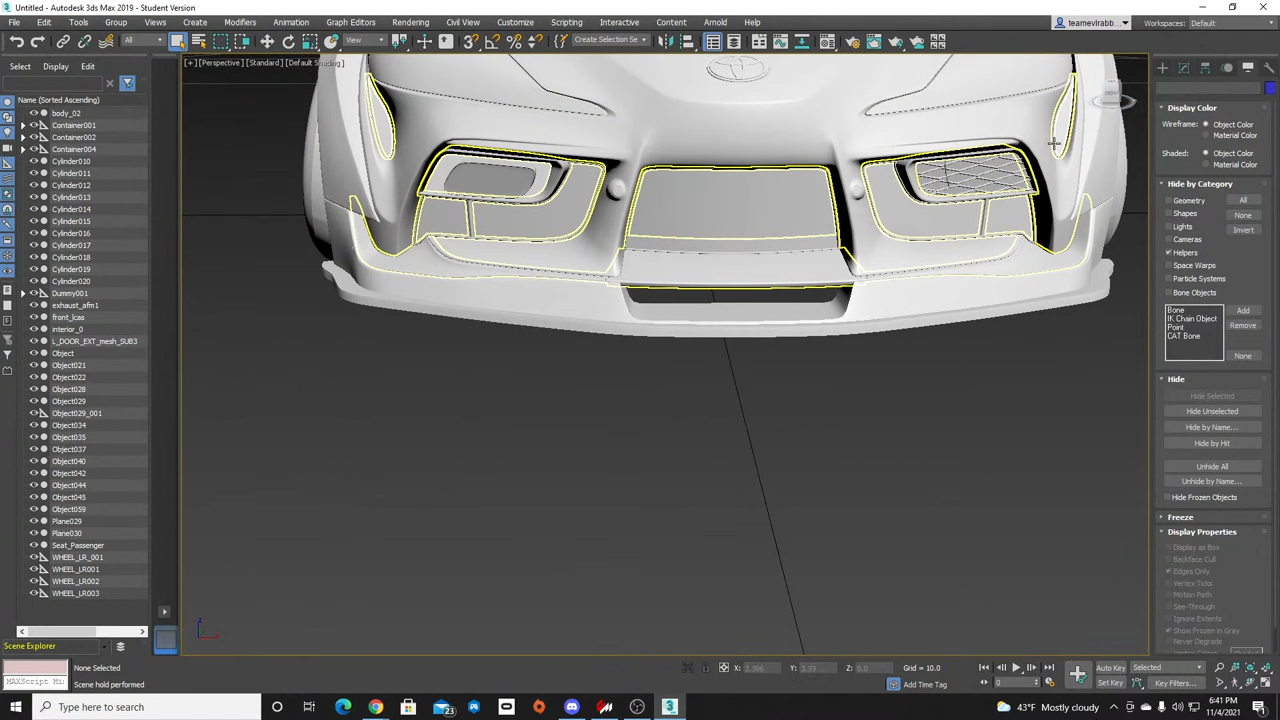 Untitled - Autodesk 3ds Max 2019 - Student Version
File Edit Tools Group Views Create Modifiers Animation Graph Editors Rendering Civil View Customize Scripting Interactive Content Arnold Help
teamevlrabb... Workspaces: Default
All View Create Selection Se
Select Display Edit
[+] [Perspective] [Standard] [Default Shading]
Name (Sorted Ascending)
body_02
Container001
Container002
Container004
Cylinder010
Cylinder011
Cylinder012
Cylinder013
Cylinder014
Cylinder015
Cylinder016
Cylinder017
Cylinder018
Cylinder019
Cylinder020
Dummy001
exhaust_afm1
front_lcas
interior_0
L_DOOR_EXT_mesh_SUB3
Object
Object021
Object022
Object028
Object029
Object029_001
Object034
Object035
Object037
Object040
Object042
Object044
Object045
Object059
Plane029
Plane030
Seat_Passenger
WHEEL_LR_001
WHEEL_LR001
WHEEL_LR002
WHEEL_LR003
Scene Explorer
Display Color
Wireframe: Object Color
Material Color
Shaded: Object Color
Material Color
Hide by Category
Geometry All
Shapes None
Lights Invert
Cameras
Helpers
Space Warps
Particle Systems
Bone Objects
Bone Add
IK Chain Object
Point Remove
CAT Bone
None
Hide
Hide Selected
Hide Unselected
Hide by Name...
Hide by Hit
Unhide All
Unhide by Name...
Hide Frozen Objects
Freeze
Display Properties
Display as Box
Backface Cull
Edges Only
Vertex Ticks
Motion Path
See-Through
Ignore Extents
Show Frozen in Gray
Never Degrade
None Selected
X: Y: Z: 0.0 Grid = 10.0
Auto Key Selected
MAXScript Mi
Scene hold performed
Add Time Tag
0
Set Key Key Filters...
Type here to search
23
43°F Mostly cloudy
6:41 PM
11/4/2021